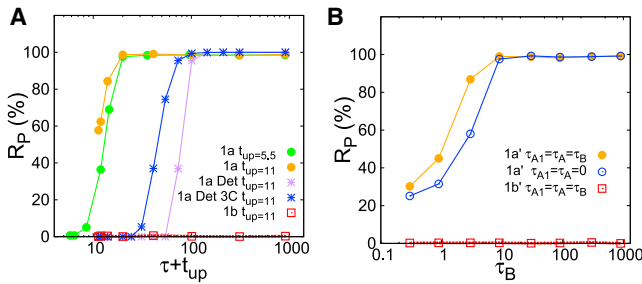 A
R_P (%)
100
80
60
40
20
0
1a t_up=5.5
1a t_up=11
1a Det t_up=11
1a Det 3C t_up=11
1b t_up=11
10 100 1000
τ+t_up
B
R_P (%)
100
80
60
40
20
0
1a' τ_A1=τ_A=τ_B
1a' τ_A1=τ_A=0
1b' τ_A1=τ_A=τ_B
0.1 1 10 100 1000
τ_B